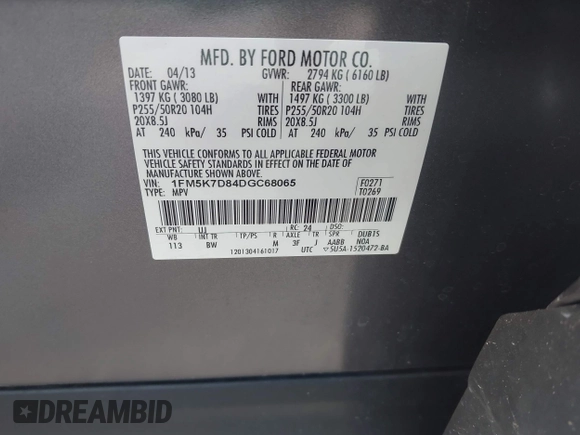 MFD. BY FORD MOTOR CO.
DATE: 04/13 GVWR: 2794 KG ( 6160 LB)
FRONT GAWR: REAR GAWR:
1397 KG ( 3080 LB) WITH 1497 KG ( 3300 LB) WITH
P255/50R20 104H TIRES P255/50R20 104H TIRES
20X8.5J RIMS 20X8.5J RIMS
AT 240 kPa/ 35 PSI COLD AT 240 kPa/ 35 PSI COLD
THIS VEHICLE CONFORMS TO ALL APPLICABLE FEDERAL MOTOR
VEHICLE SAFETY STANDARDS IN EFFECT ON THE DATE OF
MANUFACTURE SHOWN ABOVE.
VIN: 1FM5K7D84DGC68065 F0271
TYPE: MPV T0269
EXT PNT: UJ RC: 24 DSO:
WB INT TR TP/PS R AXLE TR SPR DUBTS
113 BW M 3F J AABB N0A
1201304161017 UTC ▽5U5A-1520472-BA
DREAMBID